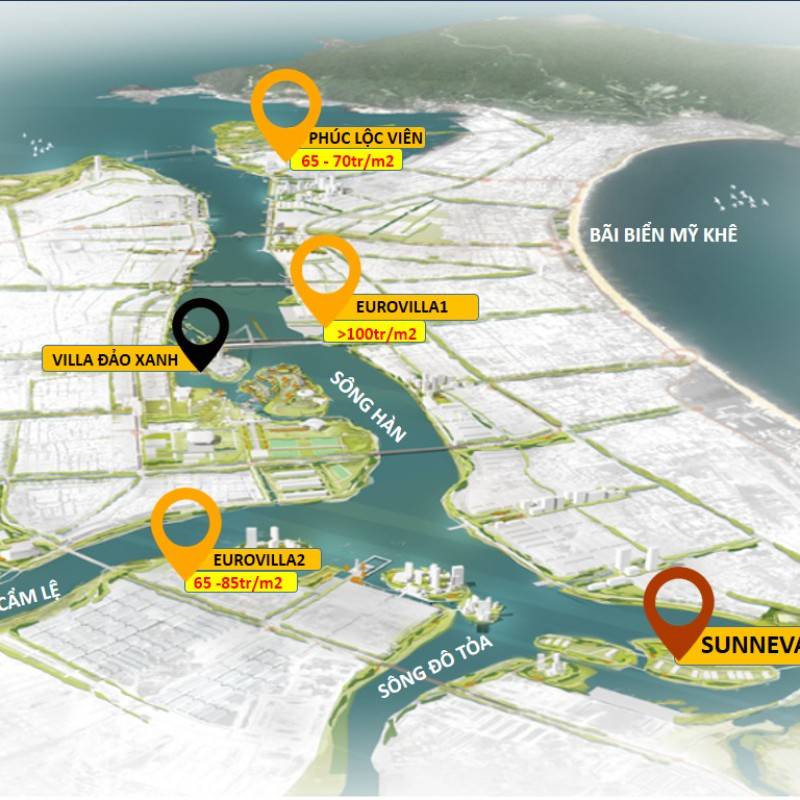 PHÚC LỘC VIÊN
65 - 70tr/m2
BÃI BIỂN MỸ KHÊ
EUROVILLA1
>100tr/m2
VILLA ĐẢO XANH
SÔNG HÀN
EUROVILLA2
65 -85tr/m2
CẨM LỆ
SÔNG ĐÔ TỎA
SUNNEVA